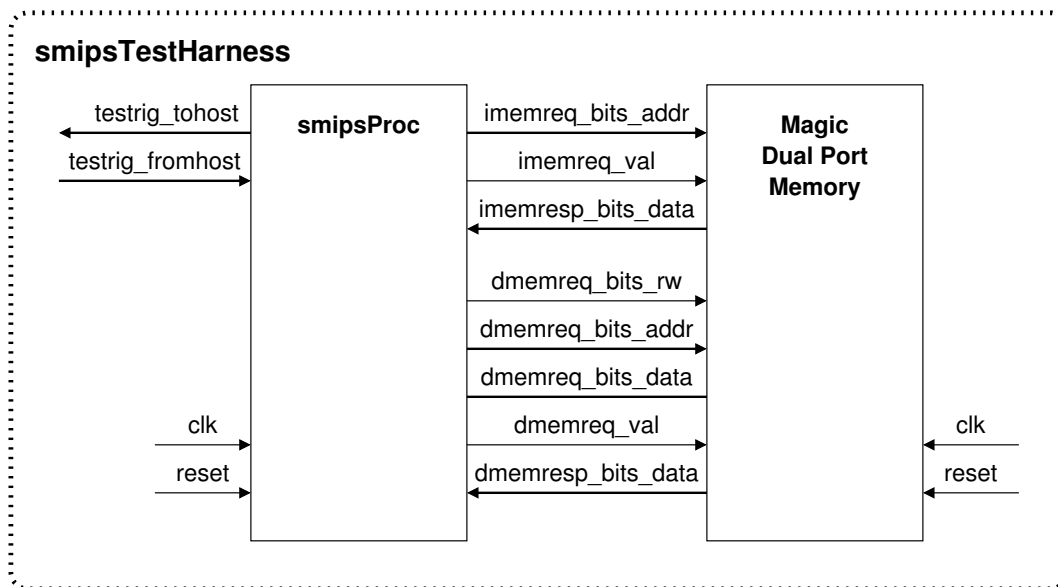 smipsTestHarness
testrig_tohost
testrig_fromhost
clk
reset
smipsProc
imemreq_bits_addr
imemreq_val
imemresp_bits_data
dmemreq_bits_rw
dmemreq_bits_addr
dmemreq_bits_data
dmemreq_val
dmemresp_bits_data
Magic
Dual Port
Memory
clk
reset